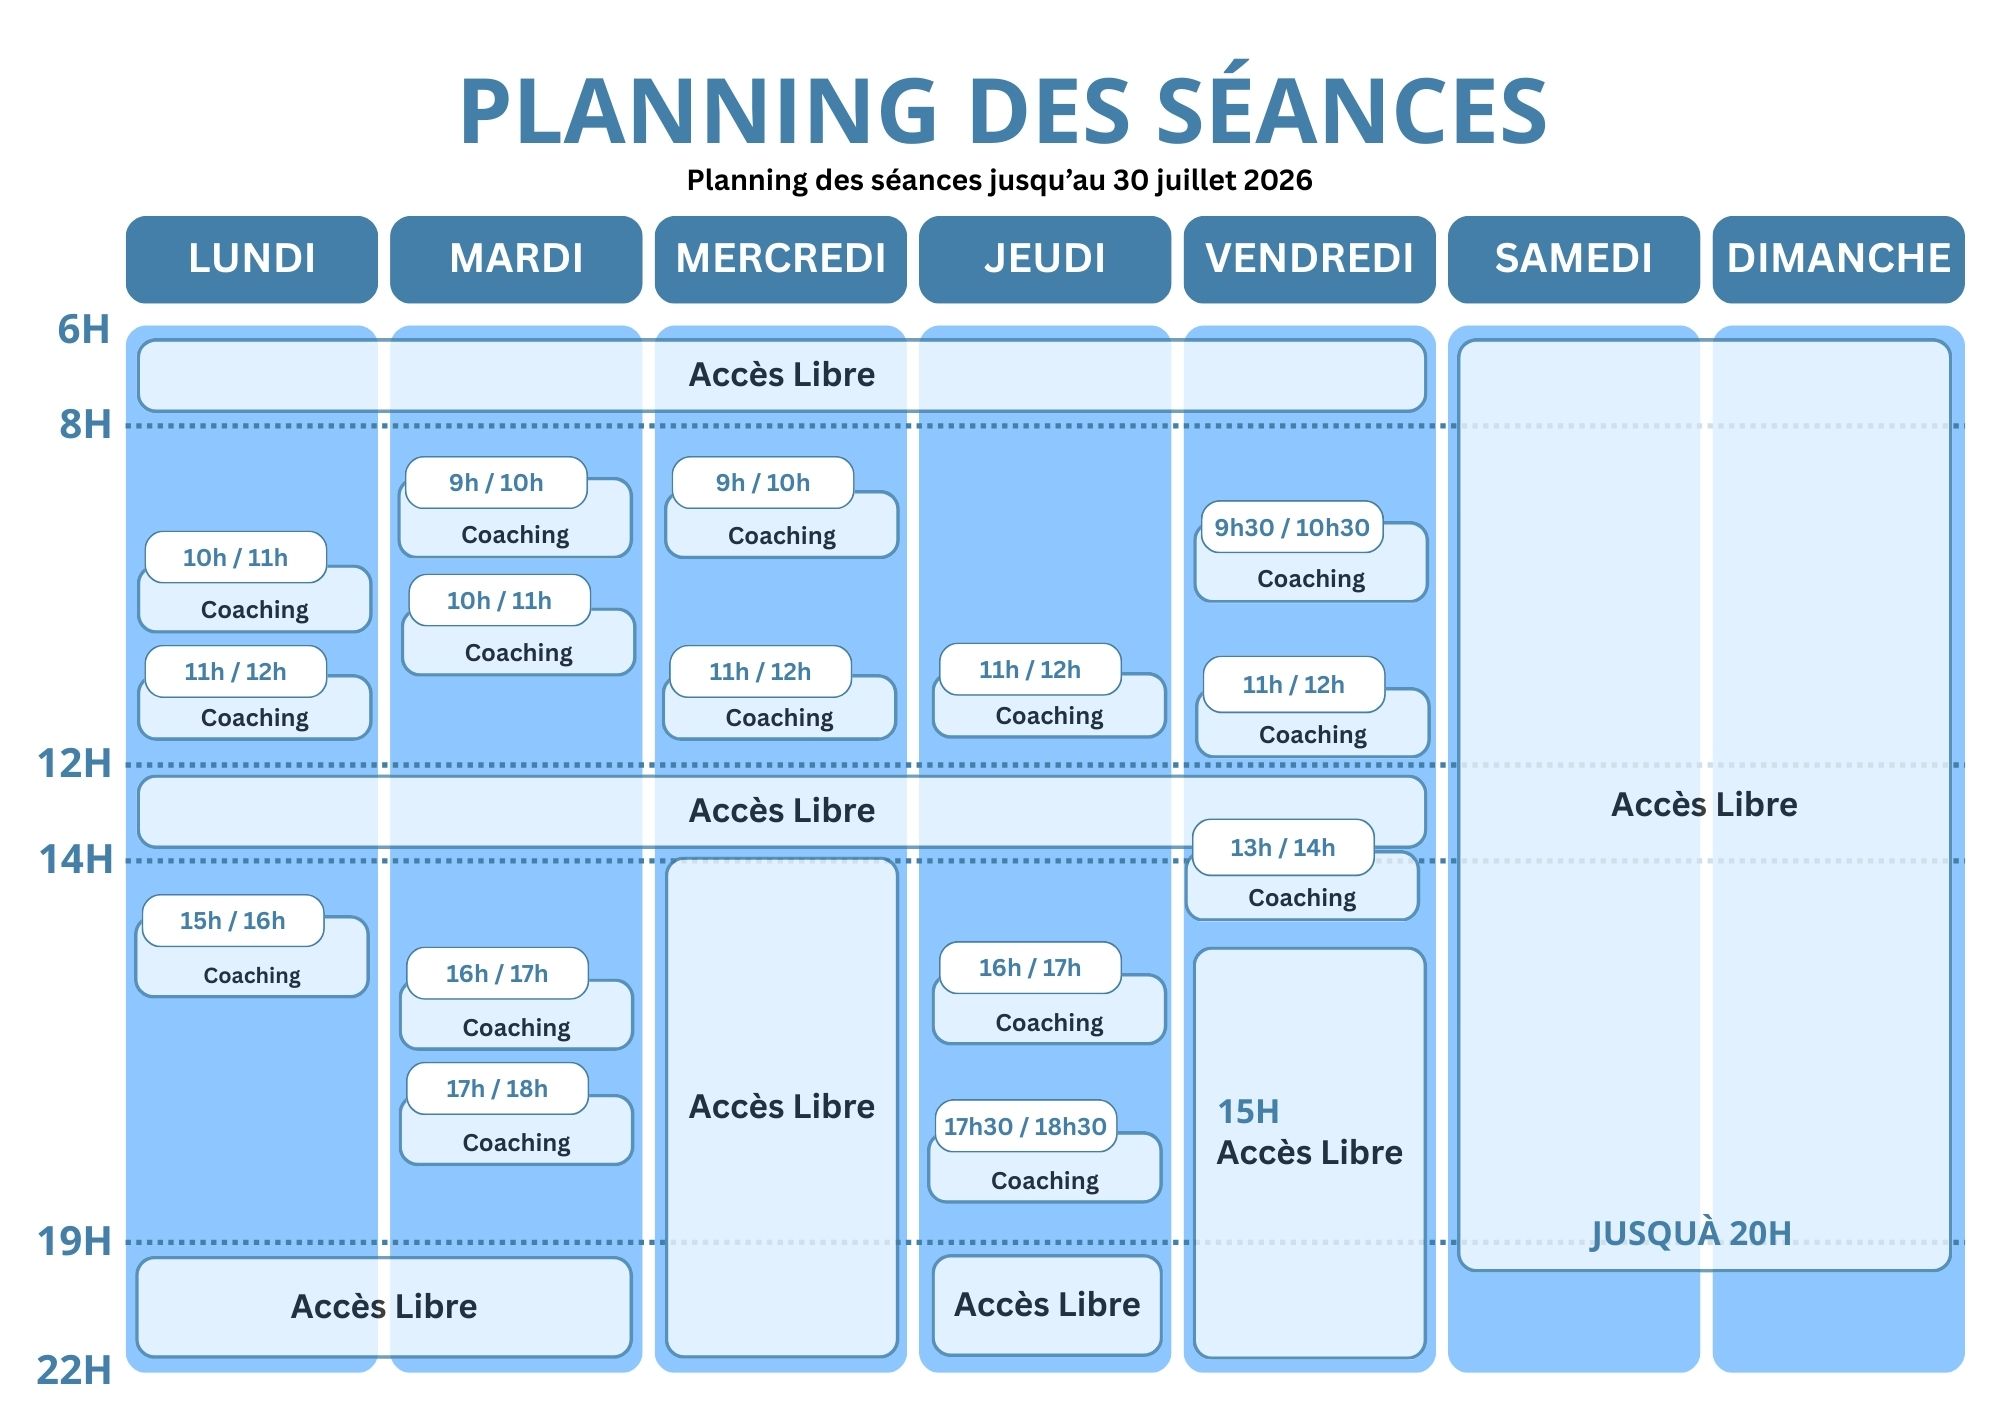 PLANNING DES SÉANCES
Planning des séances jusqu’au 30 juillet 2026
LUNDI
MARDI
MERCREDI
JEUDI
VENDREDI
SAMEDI
DIMANCHE
6H
Accès Libre
8H
9h / 10h
Coaching
9h / 10h
Coaching
9h30 / 10h30
Coaching
10h / 11h
Coaching
10h / 11h
Coaching
11h / 12h
Coaching
11h / 12h
Coaching
11h / 12h
Coaching
11h / 12h
Coaching
12H
Accès Libre
Accès Libre
14H
13h / 14h
Coaching
15h / 16h
Coaching
16h / 17h
Coaching
16h / 17h
Coaching
17h / 18h
Coaching
Accès Libre
17h30 / 18h30
Coaching
15H
Accès Libre
JUSQUÀ 20H
19H
Accès Libre
Accès Libre
22H